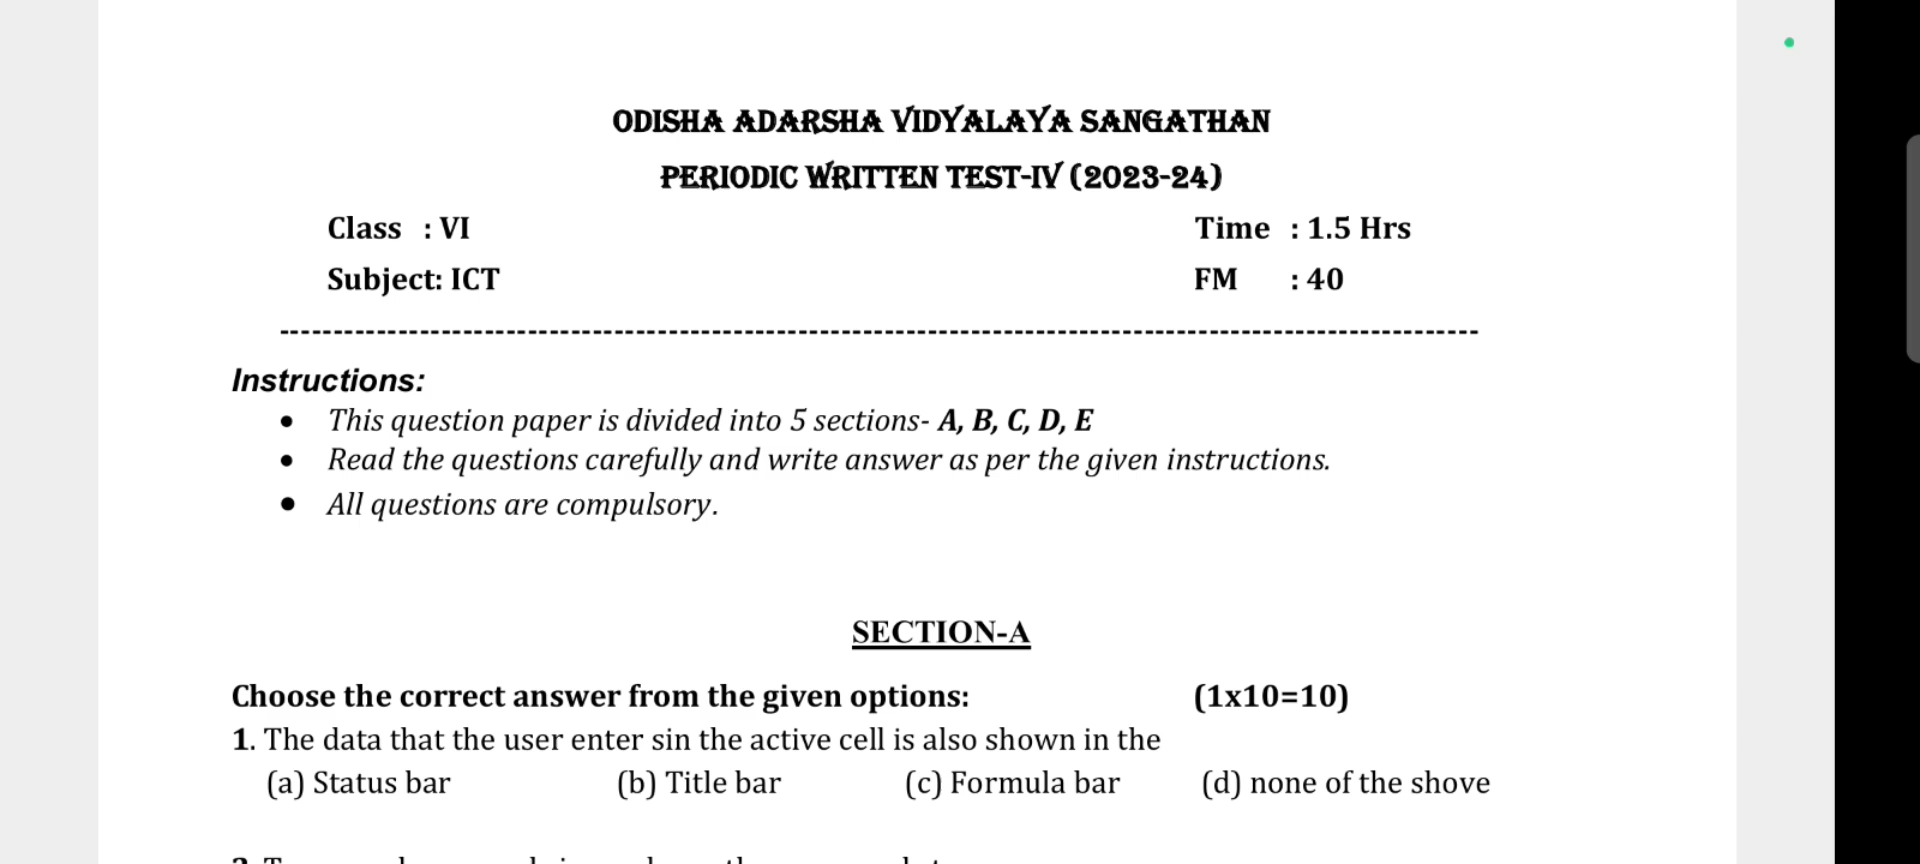 ODISHA ADARSHA VIDYALAYA SANGATHAN
PERIODIC WRITTEN TEST-IV (2023-24)
Class : VI Time : 1.5 Hrs
Subject: ICT FM : 40
--------------------------------------------------------------------------------------------------------------------
Instructions:
• This question paper is divided into 5 sections- A, B, C, D, E
• Read the questions carefully and write answer as per the given instructions.
• All questions are compulsory.
SECTION-A
Choose the correct answer from the given options: (1x10=10)
1. The data that the user enter sin the active cell is also shown in the
(a) Status bar (b) Title bar (c) Formula bar (d) none of the shove